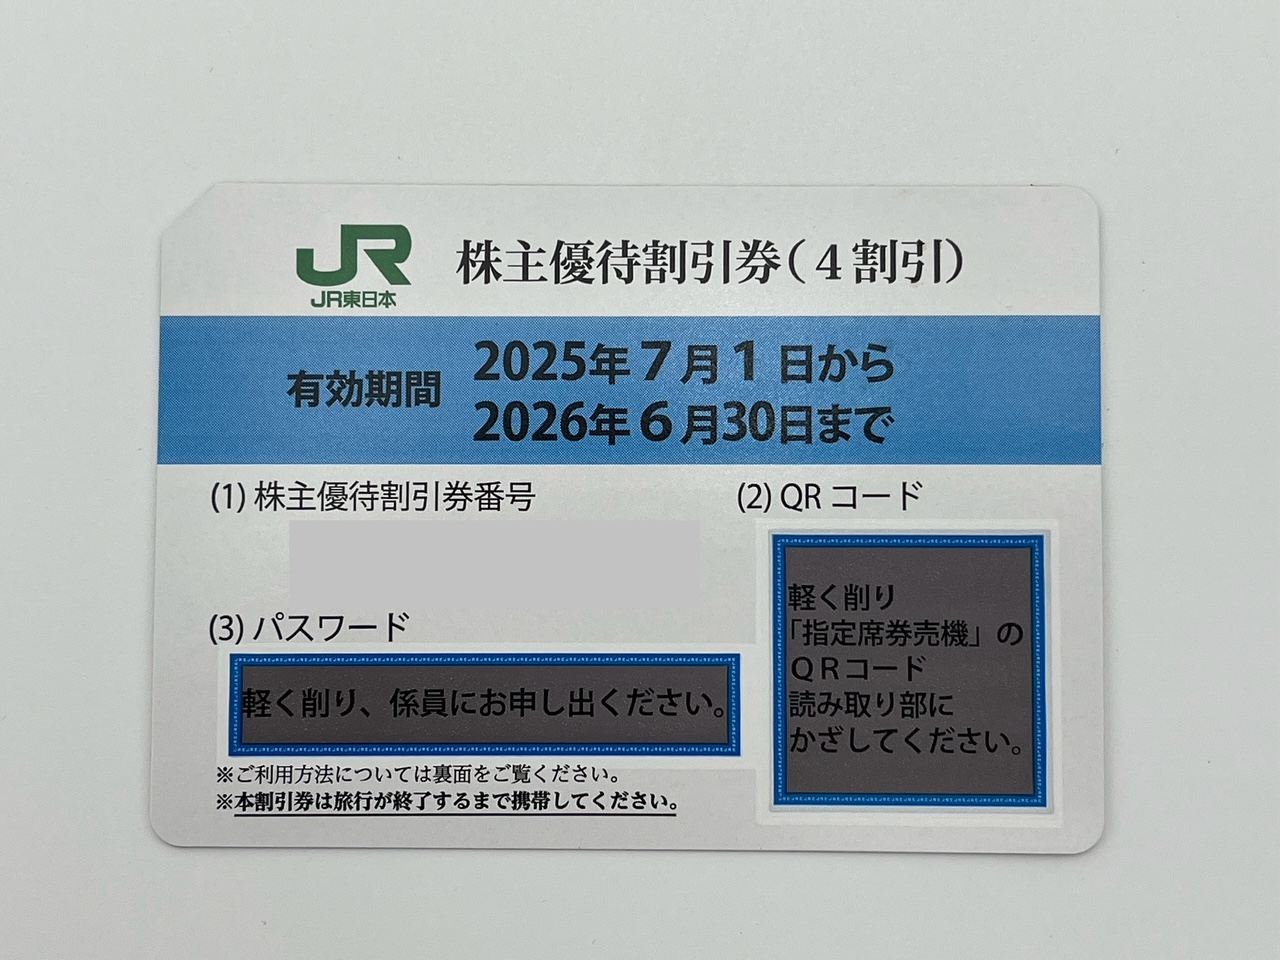 JR
JR東日本
株主優待割引券(4割引)
有効期間
2025年7月1日から
2026年6月30日まで
(1) 株主優待割引券番号
(2) QR コード
(3) パスワード
軽く削り、係員にお申し出ください。
軽く削り
「指定席券売機」の
QRコード
読み取り部に
かざしてください。
※ご利用方法については裏面をご覧ください。
※本割引券は旅行が終了するまで携帯してください。